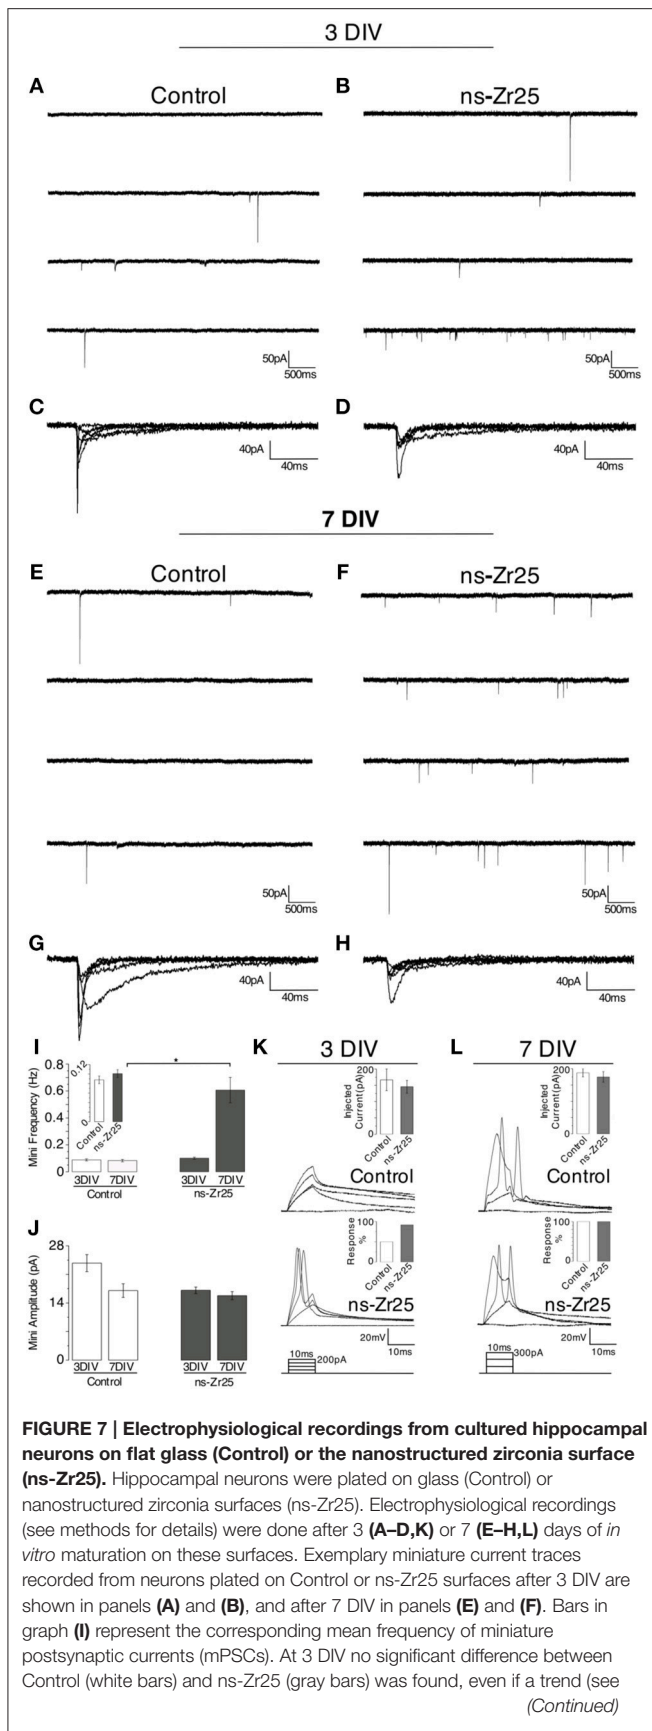 3 DIV
A
Control
B
ns-Zr25
50pA
500ms
50pA
500ms
C
D
40pA
40ms
40pA
40ms
7 DIV
E
Control
F
ns-Zr25
50pA
500ms
50pA
500ms
G
H
40pA
40ms
40pA
40ms
I
Mini Frequency (Hz)
0.8
0.6
0.4
0.2
0
0.12
0
Control
ns-Zr25
*
3DIV 7DIV
Control
3DIV 7DIV
ns-Zr25
J
Mini Amplitude (pA)
28
14
0
3DIV 7DIV
Control
3DIV 7DIV
ns-Zr25
K
3 DIV
Injected
Current(pA)
200
100
0
Control
ns-Zr25
Control
Response
%
100
50
0
Control
ns-Zr25
ns-Zr25
20mV
10ms
10ms
200pA
L
7 DIV
Injected
Current(pA)
200
100
0
Control
ns-Zr25
Control
Response
%
100
50
0
Control
ns-Zr25
ns-Zr25
20mV
10ms
10ms
300pA
FIGURE 7 | Electrophysiological recordings from cultured hippocampal
neurons on flat glass (Control) or the nanostructured zirconia surface
(ns-Zr25). Hippocampal neurons were plated on glass (Control) or
nanostructured zirconia surfaces (ns-Zr25). Electrophysiological recordings
(see methods for details) were done after 3 (A–D,K) or 7 (E–H,L) days of in
vitro maturation on these surfaces. Exemplary miniature current traces
recorded from neurons plated on Control or ns-Zr25 surfaces after 3 DIV are
shown in panels (A) and (B), and after 7 DIV in panels (E) and (F). Bars in
graph (I) represent the corresponding mean frequency of miniature
postsynaptic currents (mPSCs). At 3 DIV no significant difference between
Control (white bars) and ns-Zr25 (gray bars) was found, even if a trend (see
(Continued)